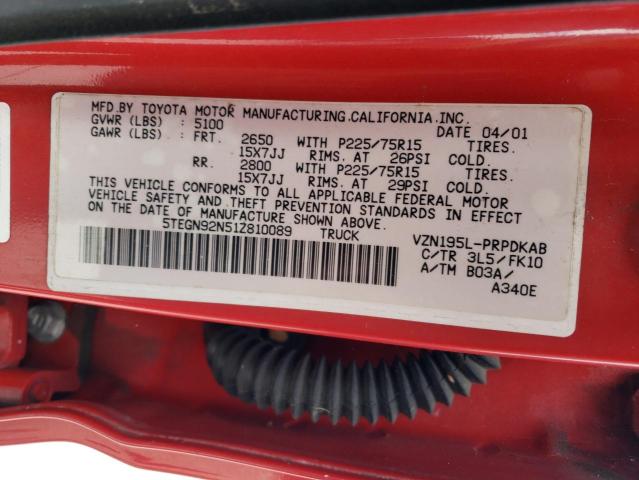 MFD.BY TOYOTA MOTOR MANUFACTURING.CALIFORNIA.INC.
GVWR (LBS) : 5100 DATE 04/01
GAWR (LBS) : FRT. 2650 WITH P225/75R15 TIRES.
15X7JJ RIMS. AT 26PSI COLD.
RR. 2800 WITH P225/75R15 TIRES.
15X7JJ RIMS. AT 29PSI COLD.
THIS VEHICLE CONFORMS TO ALL APPLICABLE FEDERAL MOTOR
VEHICLE SAFETY AND THEFT PREVENTION STANDARDS IN EFFECT
ON THE DATE OF MANUFACTURE SHOWN ABOVE.
5TEGN92N51Z810089 TRUCK VZN195L-PRPDKAB
C/TR 3L5/FK10
A/TM B03A/
A340E